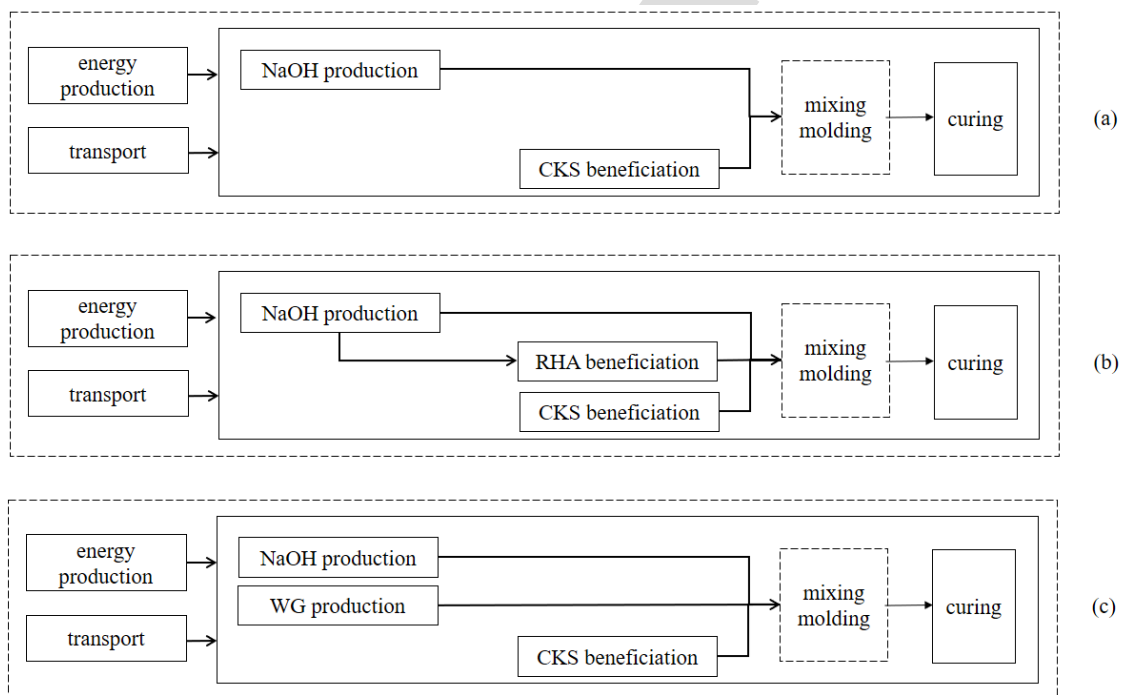 energy
production
NaOH production
mixing
molding
curing
(a)
transport
CKS beneficiation
energy
production
NaOH production
mixing
molding
curing
(b)
RHA beneficiation
transport
CKS beneficiation
energy
production
NaOH production
WG production
mixing
molding
curing
(c)
transport
CKS beneficiation